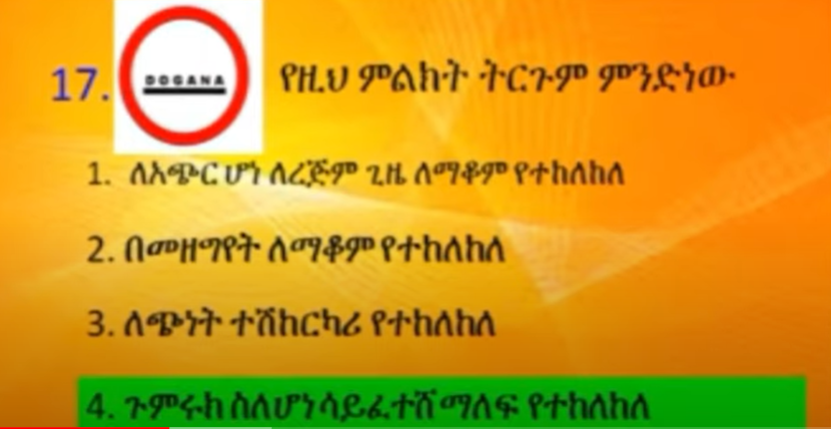 17. DOGANA የዚህ ምልክት ትርጉም ምንድነው
1. ለአጭር ሆነ ለረጅም ጊዜ ለማቆም የተከለከለ
2. በመዘግየት ለማቆም የተከለከለ
3. ለጭነት ተሽከርካሪ የተከለከለ
4. ጉምሩክ ስለሆነ ሳይፈተሽ ማለፍ የተከለከለ